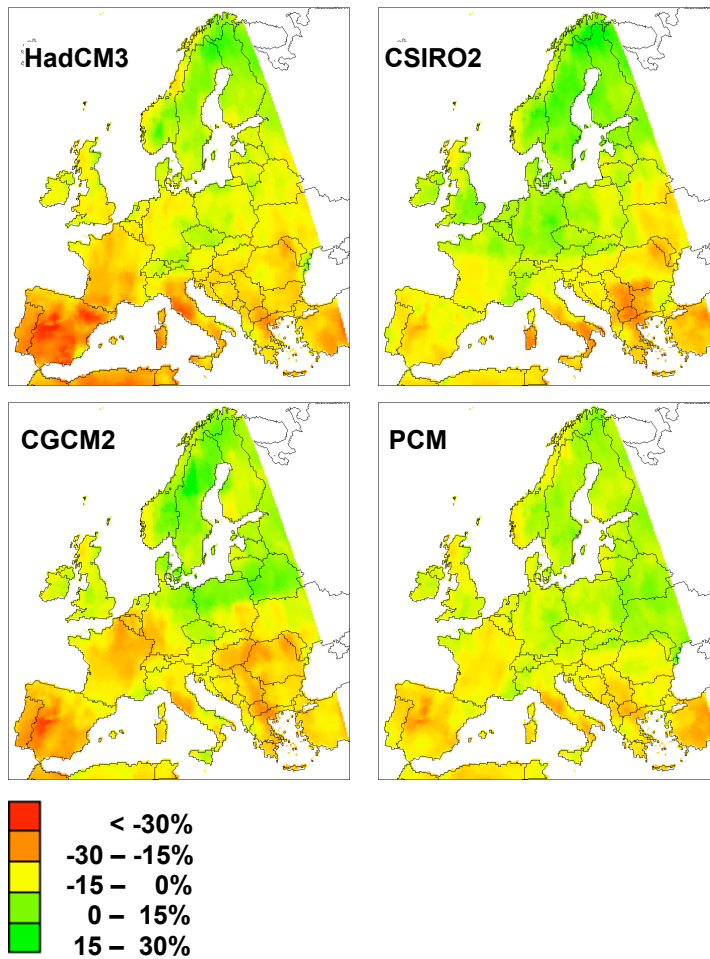 HadCM3
CSIRO2
CGCM2
PCM
< -30%
-30 – -15%
-15 – 0%
0 – 15%
15 – 30%